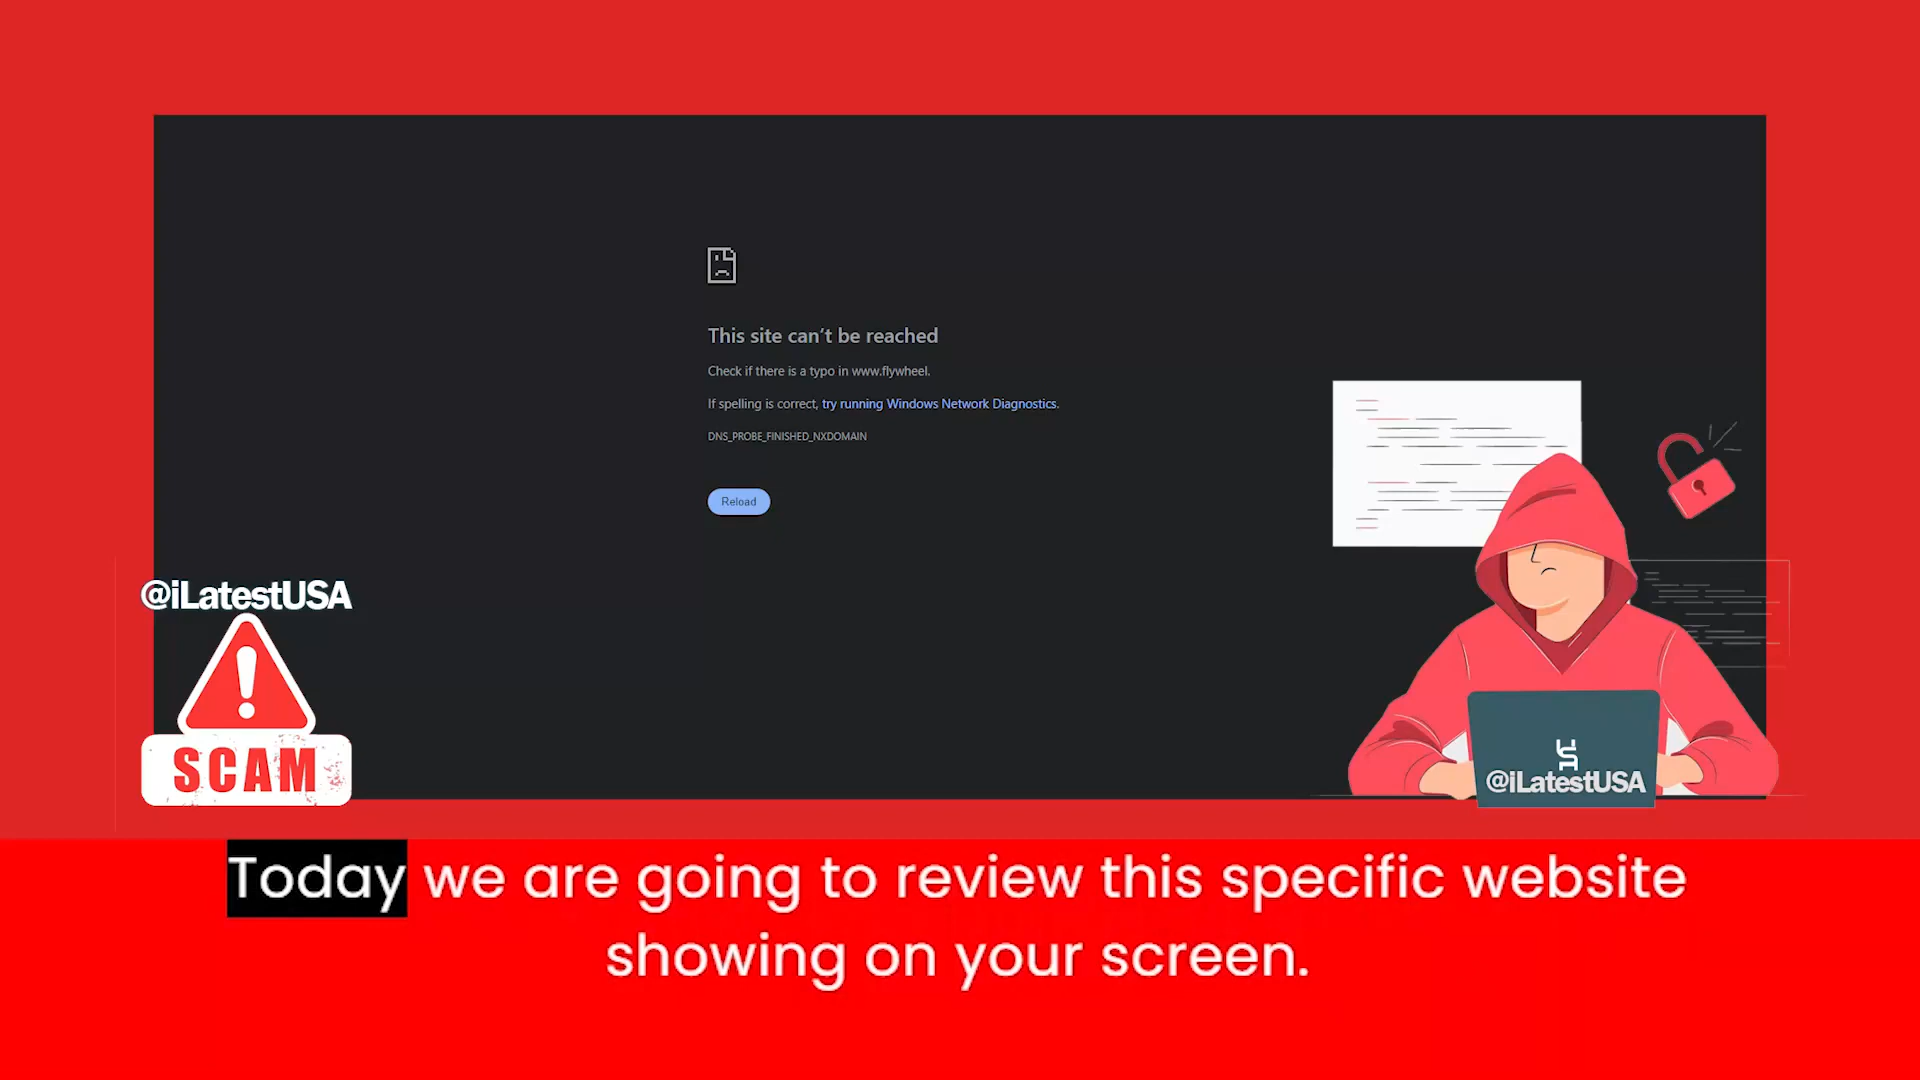 This site can’t be reached
Check if there is a typo in www.flywheel.
If spelling is correct, try running Windows Network Diagnostics.
DNS_PROBE_FINISHED_NXDOMAIN
Reload
@iLatestUSA
SCAM
@iLatestUSA
Today we are going to review this specific website
showing on your screen.